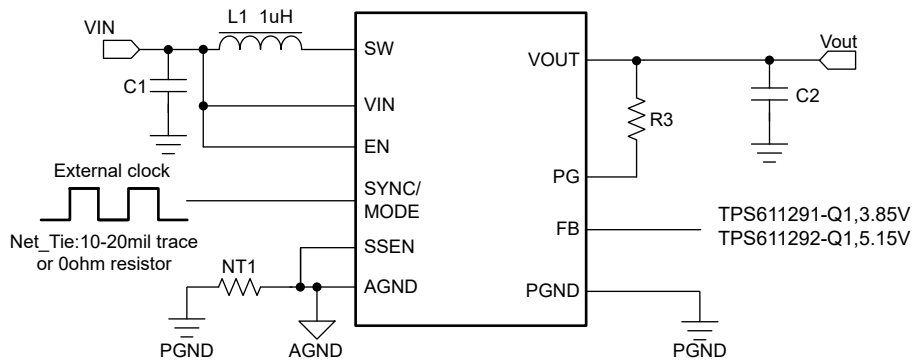 L1 1uH
VIN
SW
VOUT
Vout
C1
C2
VIN
R3
EN
External clock
PG
SYNC/
MODE
TPS611291-Q1,3.85V
FB
TPS611292-Q1,5.15V
Net_Tie:10-20mil trace
or 0ohm resistor
SSEN
NT1
AGND
PGND
PGND
AGND
PGND